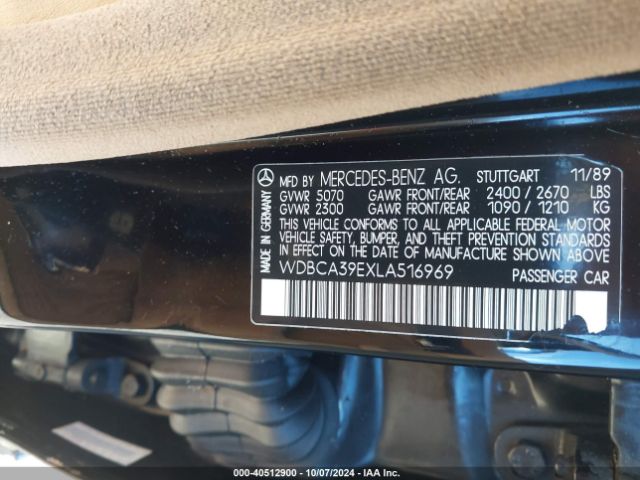 MFD BY MERCEDES-BENZ AG. STUTTGART 11/89
GVWR 5070 GAWR FRONT/REAR 2400 / 2670 LBS
GVWR 2300 GAWR FRONT/REAR 1090 / 1210 KG
THIS VEHICLE CONFORMS TO ALL APPLICABLE FEDERAL MOTOR
VEHICLE SAFETY, BUMPER, AND THEFT PREVENTION STANDARDS
IN EFFECT ON THE DATE OF MANUFACTURE SHOWN ABOVE
WDBCA39EXLA516969 PASSENGER CAR
MADE IN GERMANY
000-40512900 - 10/07/2024 - IAA Inc.